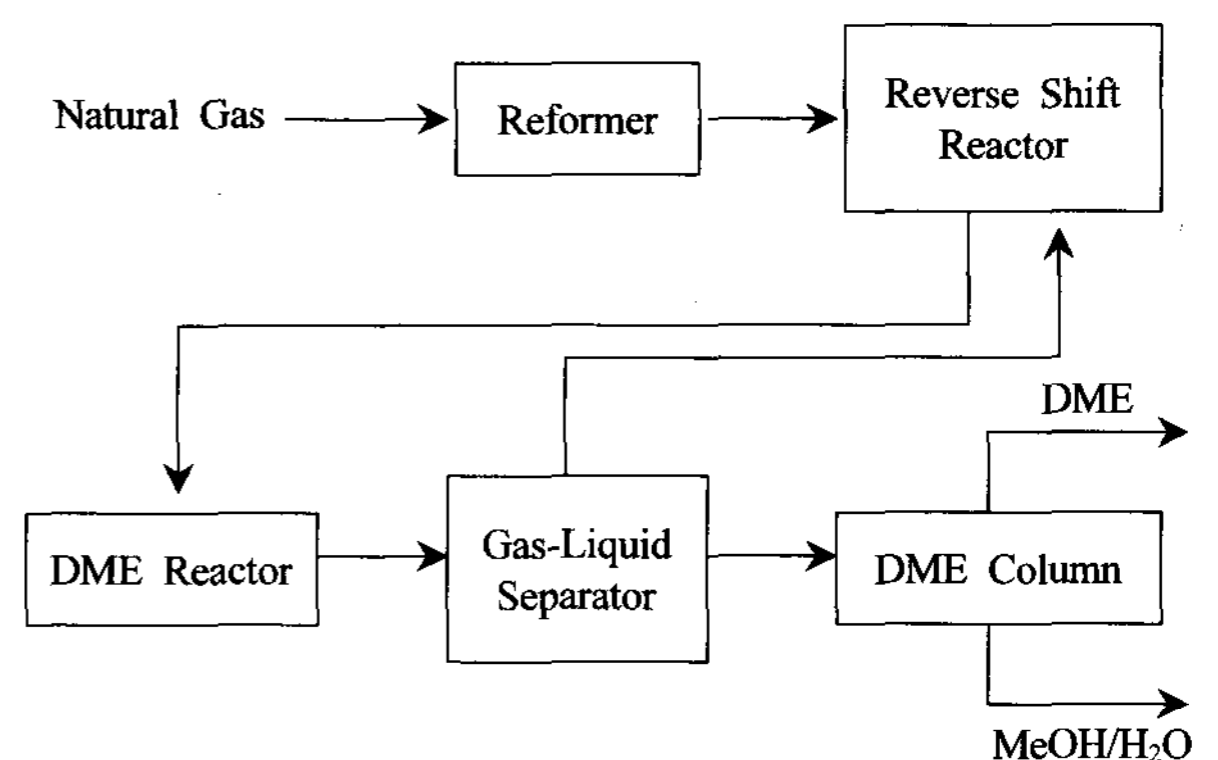 Natural Gas
Reformer
Reverse Shift
Reactor
DME Reactor
Gas-Liquid
Separator
DME Column
DME
MeOH/H₂O